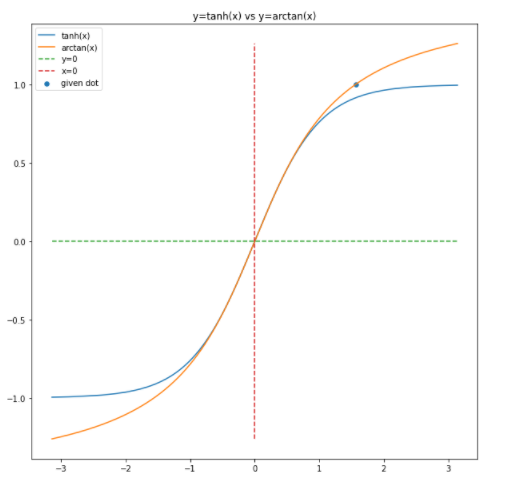 y=tanh(x) vs y=arctan(x)
tanh(x)
arctan(x)
y=0
x=0
given dot
1.0
0.5
0.0
−0.5
−1.0
−3 −2 −1 0 1 2 3